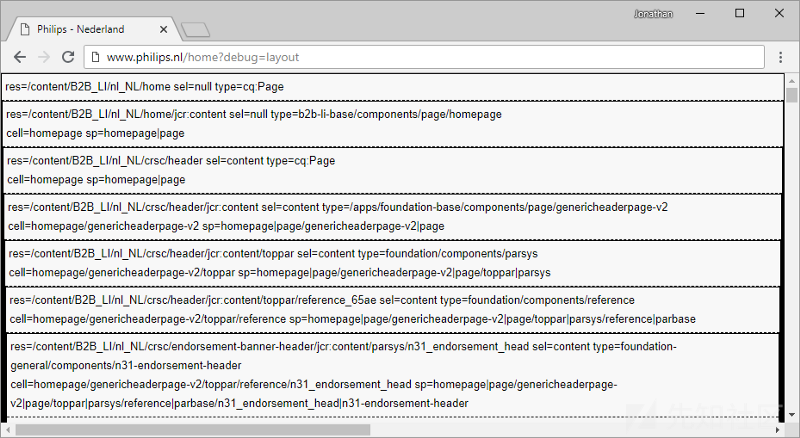 Jonathan
Philips - Nederland
www.philips.nl/home?debug=layout
res=/content/B2B_LI/nl_NL/home sel=null type=cq:Page
res=/content/B2B_LI/nl_NL/home/jcr:content sel=null type=b2b-li-base/components/page/homepage
cell=homepage sp=homepage|page
res=/content/B2B_LI/nl_NL/crsc/header sel=content type=cq:Page
cell=homepage sp=homepage|page
res=/content/B2B_LI/nl_NL/crsc/header/jcr:content sel=content type=/apps/foundation-base/components/page/genericheaderpage-v2
cell=homepage/genericheaderpage-v2 sp=homepage|page/genericheaderpage-v2|page
res=/content/B2B_LI/nl_NL/crsc/header/jcr:content/toppar sel=content type=foundation/components/parsys
cell=homepage/genericheaderpage-v2/toppar sp=homepage|page/genericheaderpage-v2|page/toppar|parsys
res=/content/B2B_LI/nl_NL/crsc/header/jcr:content/toppar/reference_65ae sel=content type=foundation/components/reference
cell=homepage/genericheaderpage-v2/toppar/reference sp=homepage|page/genericheaderpage-v2|page/toppar|parsys/reference|parbase
res=/content/B2B_LI/nl_NL/crsc/endorsement-banner-header/jcr:content/parsys/n31_endorsement_head sel=content type=foundation-
general/components/n31-endorsement-header
cell=homepage/genericheaderpage-v2/toppar/reference/n31_endorsement_head sp=homepage|page/genericheaderpage-
v2|page/toppar|parsys/reference|parbase/n31_endorsement_head|n31-endorsement-header
先知社区